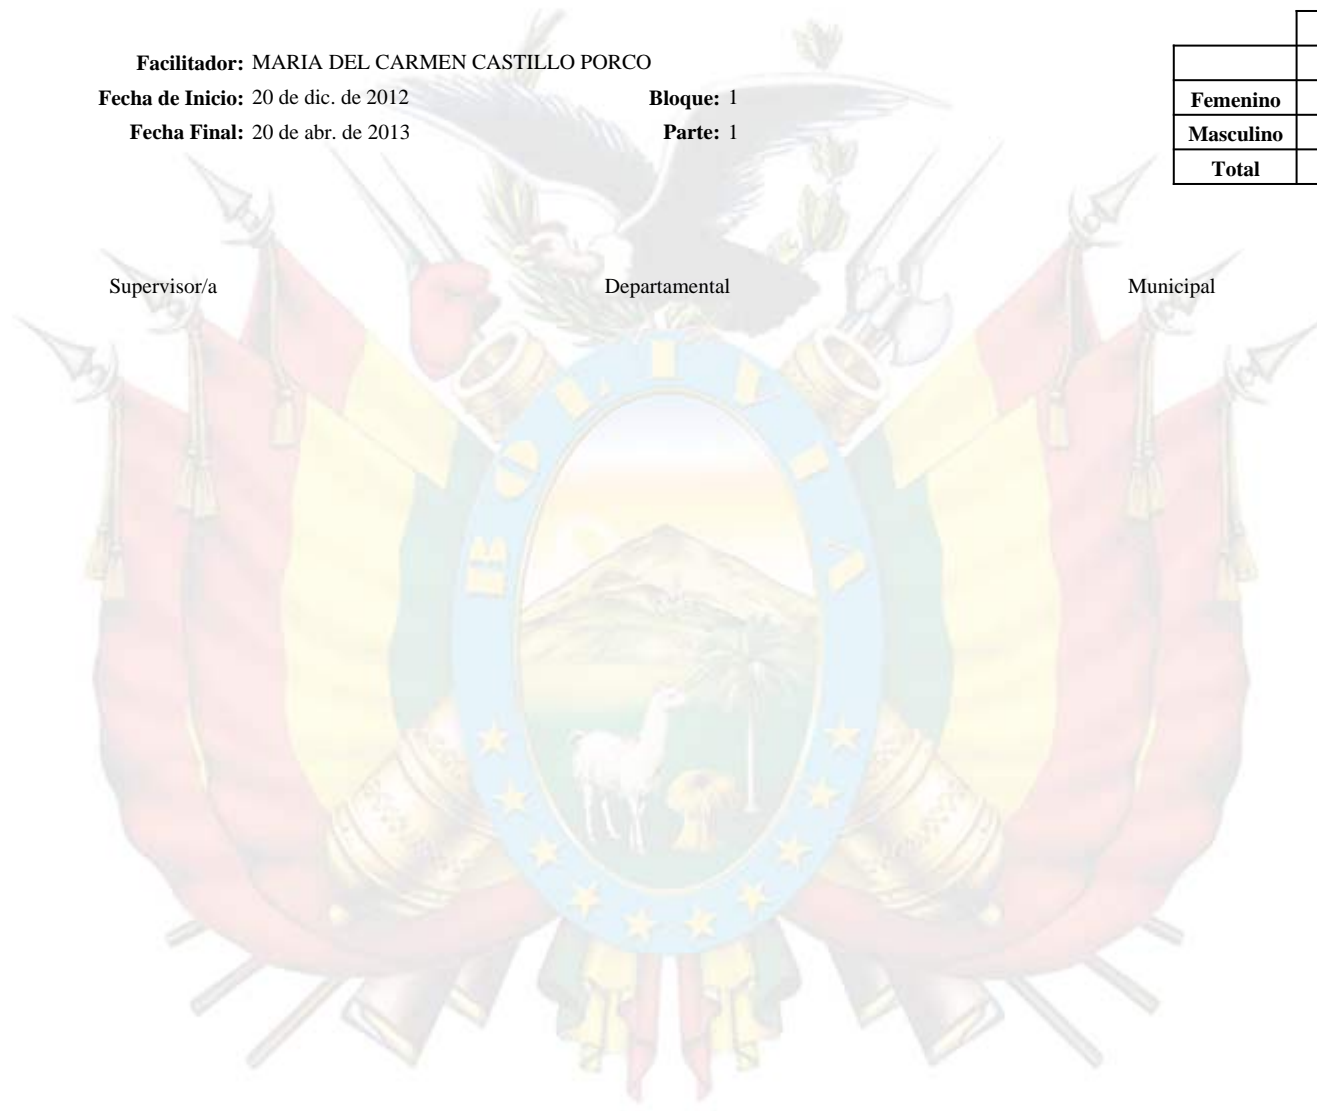 Facilitador: MARIA DEL CARMEN CASTILLO PORCO
Fecha de Inicio: 20 de dic. de 2012 Bloque: 1
Fecha Final: 20 de abr. de 2013 Parte: 1
Femenino
Masculino
Total
Supervisor/a Departamental Municipal
BOLIVIA